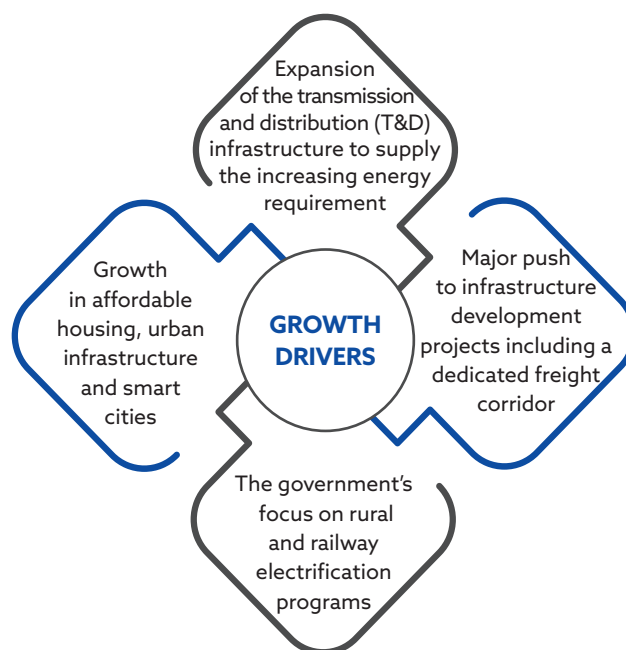 Expansion
of the transmission
and distribution (T&D)
infrastructure to supply
the increasing energy
requirement
Growth
in affordable
housing, urban
infrastructure
and smart
cities
GROWTH
DRIVERS
Major push
to infrastructure
development
projects including a
dedicated freight
corridor
The government’s
focus on rural
and railway
electrification
programs